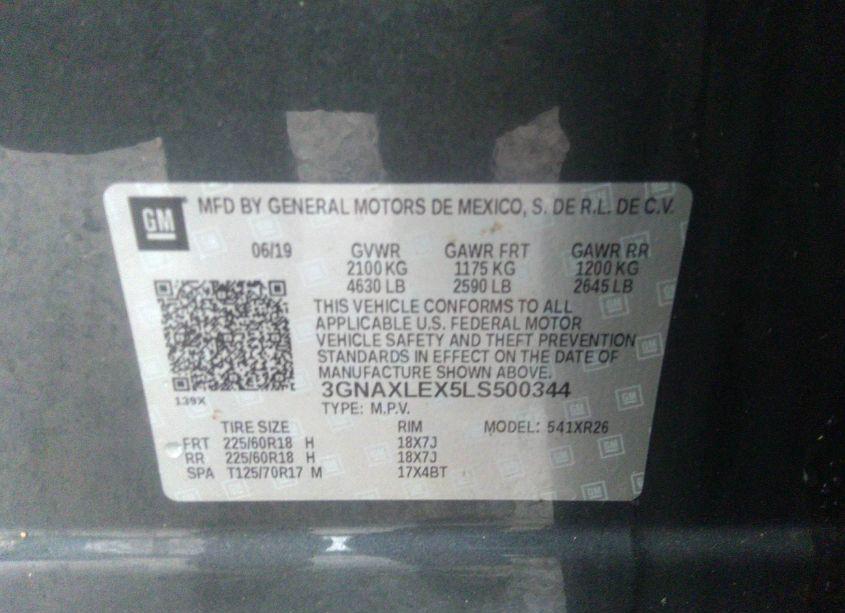 GM MFD BY GENERAL MOTORS DE MEXICO, S. DE R.L. DE C.V.
06/19 GVWR GAWR FRT GAWR RR
2100 KG 1175 KG 1200 KG
4630 LB 2590 LB 2645 LB
THIS VEHICLE CONFORMS TO ALL
APPLICABLE U.S. FEDERAL MOTOR
VEHICLE SAFETY AND THEFT PREVENTION
STANDARDS IN EFFECT ON THE DATE OF
MANUFACTURE SHOWN ABOVE.
139X
3GNAXLEX5LS500344
TYPE: M.P.V.
TIRE SIZE RIM MODEL: 541XR26
FRT 225/60R18 H 18X7J
RR 225/60R18 H 18X7J
SPA T125/70R17 M 17X4BT